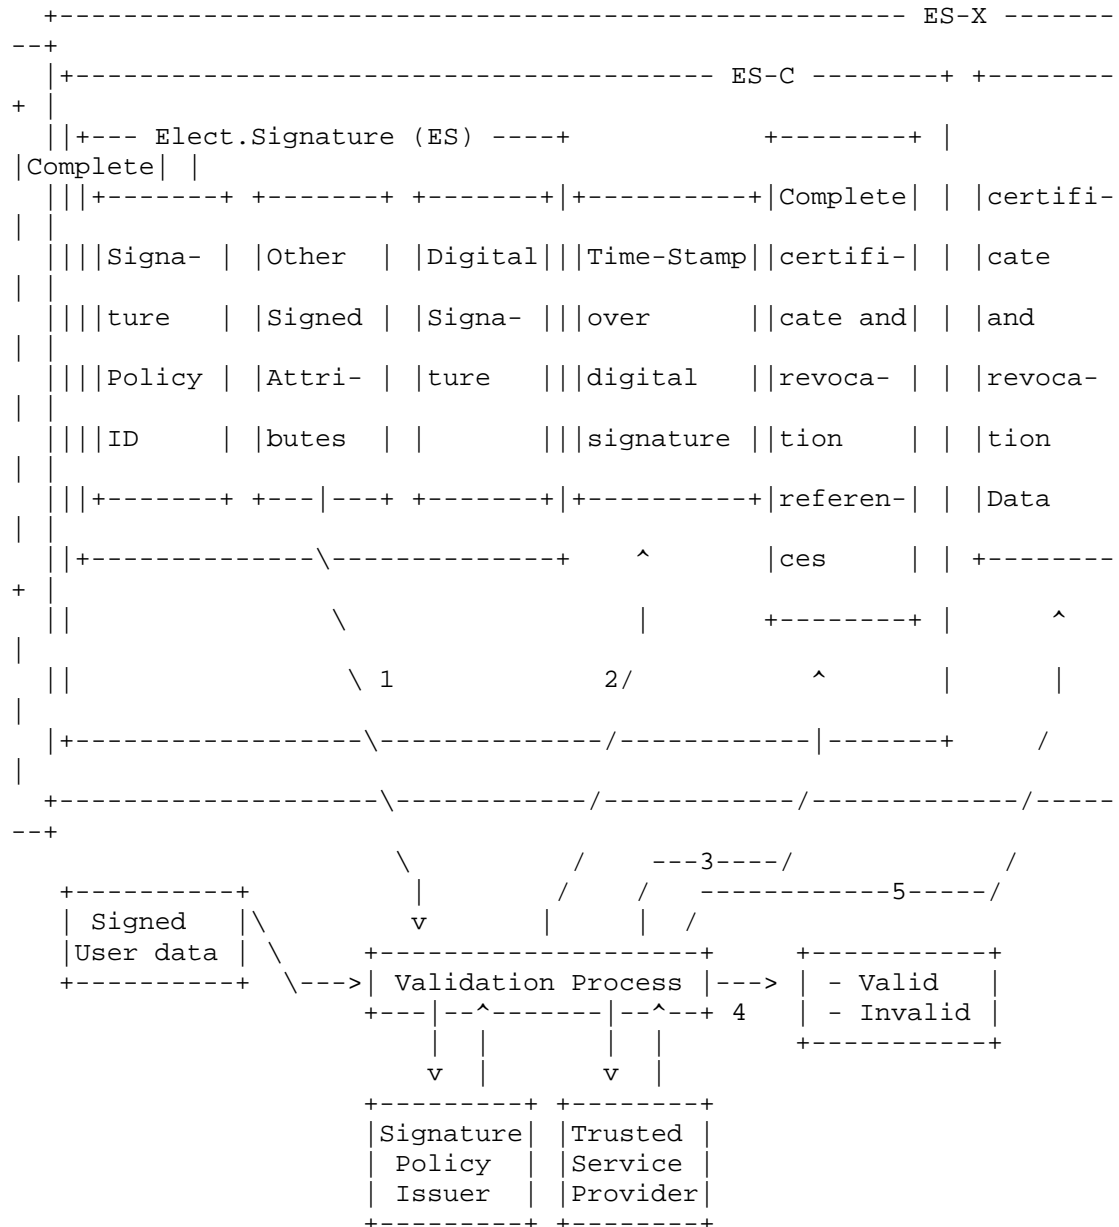 +----------------------------------------------------- ES-X -------
--+
|+---------------------------------------- ES-C --------+ +--------
+ |
||+--- Elect.Signature (ES) ----+            +--------+ |
|Complete| |
|||+-------+ +-------+ +-------+|+----------+|Complete| | |certifi-
| |
||||Signa- | |Other  | |Digital|||Time-Stamp||certifi-| | |cate
| |
||||ture   | |Signed | |Signa- |||over      ||cate and| | |and
| |
||||Policy | |Attri- | |ture   |||digital   ||revoca- | | |revoca-
| |
||||ID     | |butes  | |       |||signature ||tion    | | |tion
| |
|||+-------+ +---|---+ +-------+|+----------+|referen-| | |Data
| |
||+--------------\--------------+    ^       |ces     | | +--------
+ |
||                \                  |       +--------+ |      ^
|
||                 \ 1             2/           ^       |      |
|
|+------------------\--------------/------------|-------+     /
|
+--------------------\------------/------------/-------------/-----
--+
\          /    ---3----/             /
+----------+          |        /    /   ------------5-----/
| Signed   |\         v       |     |  /
|User data | \     +--------------------+     +-----------+
+----------+  \--->| Validation Process |---> | - Valid   |
+---|--^-------|--^--+ 4   | - Invalid |
|  |       |  |        +-----------+
v  |       v  |
+---------+ +--------+
|Signature| |Trusted |
| Policy  | |Service |
| Issuer  | |Provider|
+---------+ +--------+